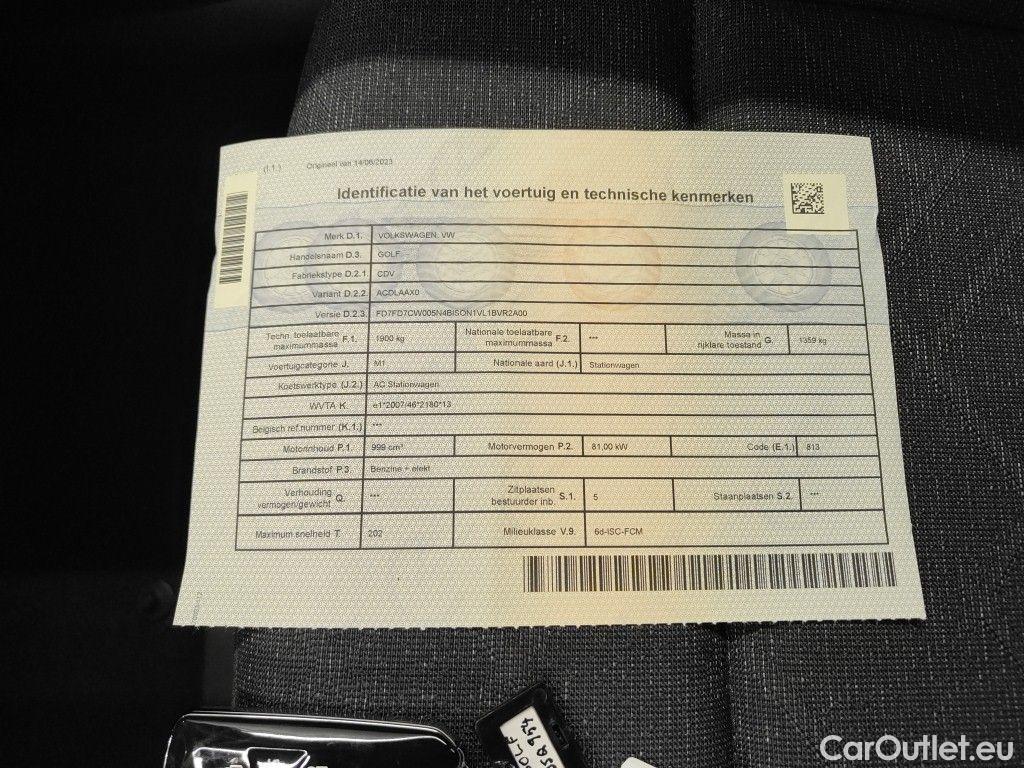 (I.1.) Origineel van 14/06/2023
Identificatie van het voertuig en technische kenmerken
Merk D.1. VOLKSWAGEN, VW
Handelsnaam D.3. GOLF
Fabriekstype D.2.1. CDV
Variant D.2.2. ACDLAAX0
Versie D.2.3. FD7FD7CW005N4BISON1VL1BVR2A00
Techn. toelaatbare maximummassa F.1. 1900 kg Nationale toelaatbare maximummassa F.2. *** Massa in rijklare toestand G. 1359 kg
Voertuigcategorie J. M1 Nationale aard (J.1.) Stationwagen
Koetswerktype (J.2.) AC Stationwagen
WVTA K. e1*2007/46*2180*13
Belgisch ref.nummer (K.1.) ***
Motorinhoud P.1. 999 cm³ Motorvermogen P.2. 81,00 kW Code (E.1.) 813
Brandstof P.3. Benzine + elekt
Verhouding vermogen/gewicht Q. *** Zitplaatsen bestuurder inb. S.1. 5 Staanplaatsen S.2. ***
Maximum snelheid T. 202 Milieuklasse V.9. 6d-ISC-FCM
CarOutlet.eu